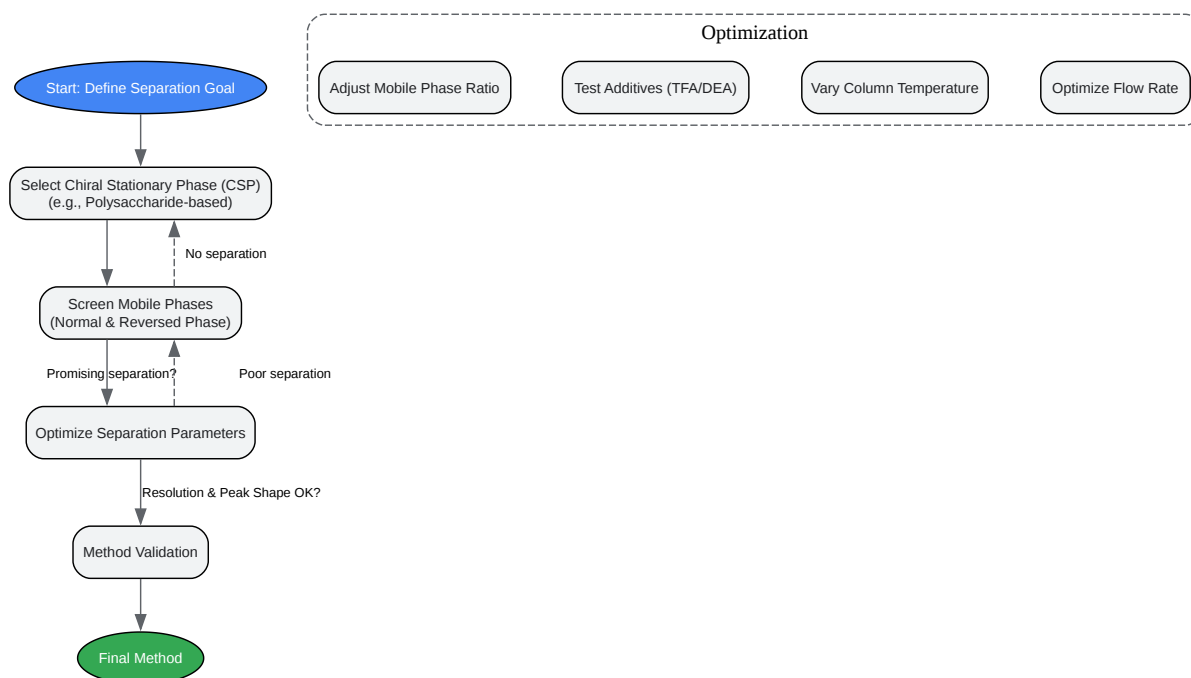 Optimization
Start: Define Separation Goal
Adjust Mobile Phase Ratio
Test Additives (TFA/DEA)
Vary Column Temperature
Optimize Flow Rate
Select Chiral Stationary Phase (CSP)
(e.g., Polysaccharide-based)
No separation
Screen Mobile Phases
(Normal & Reversed Phase)
Promising separation?
Poor separation
Optimize Separation Parameters
Resolution & Peak Shape OK?
Method Validation
Final Method